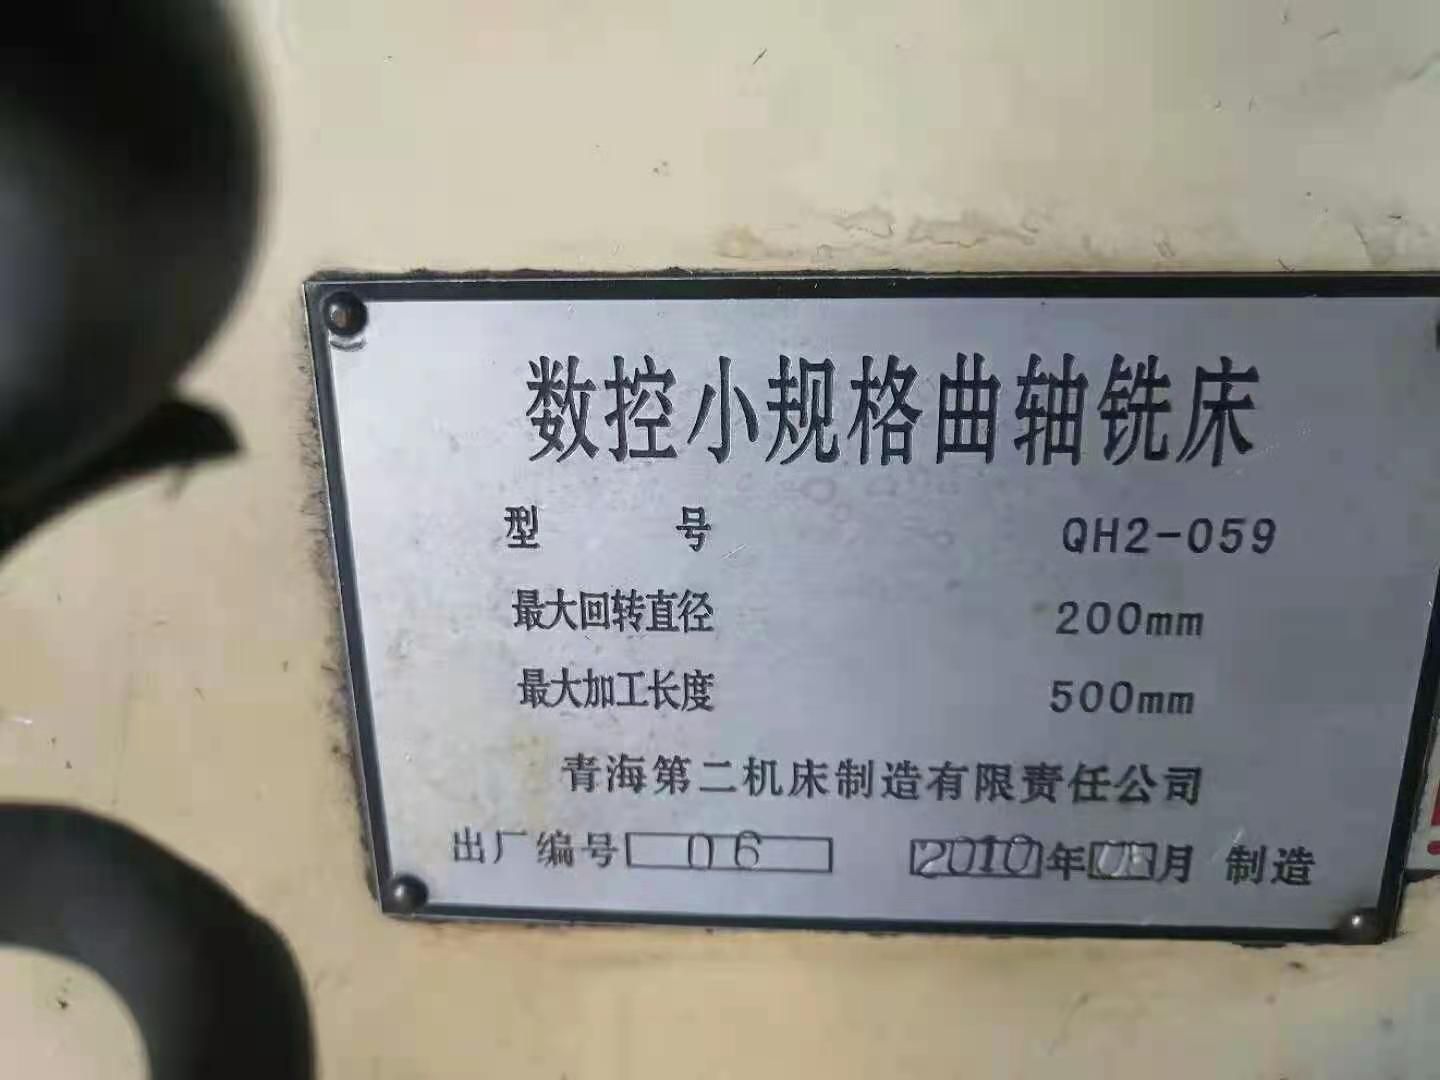 数控小规格曲轴铣床
型 号 QH2-059
最大回转直径 200mm
最大加工长度 500mm
青海第二机床制造有限责任公司
出厂编号 06 2010年 月 制造